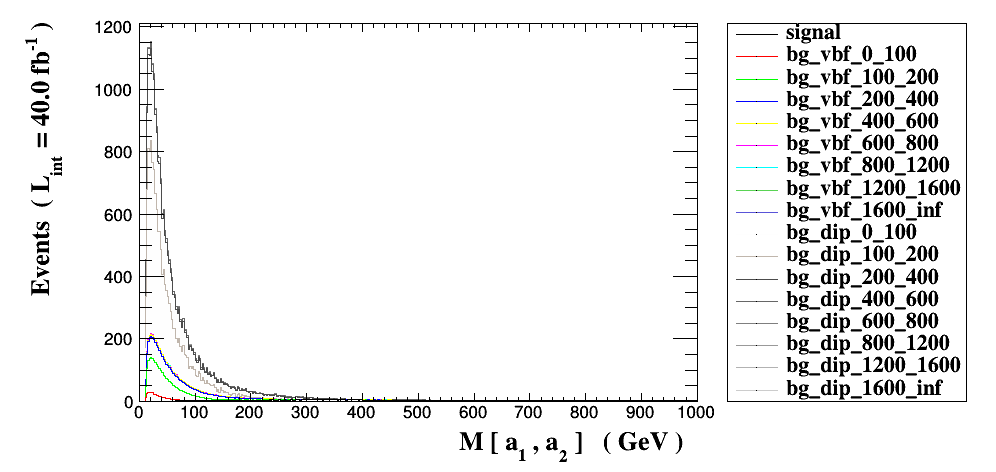 Events ( L_int = 40.0 fb^-1 )
1200
1000
800
600
400
200
0
0 100 200 300 400 500 600 700 800 900 1000
M [ a_1 , a_2 ] ( GeV )
signal
bg_vbf_0_100
bg_vbf_100_200
bg_vbf_200_400
bg_vbf_400_600
bg_vbf_600_800
bg_vbf_800_1200
bg_vbf_1200_1600
bg_vbf_1600_inf
bg_dip_0_100
bg_dip_100_200
bg_dip_200_400
bg_dip_400_600
bg_dip_600_800
bg_dip_800_1200
bg_dip_1200_1600
bg_dip_1600_inf